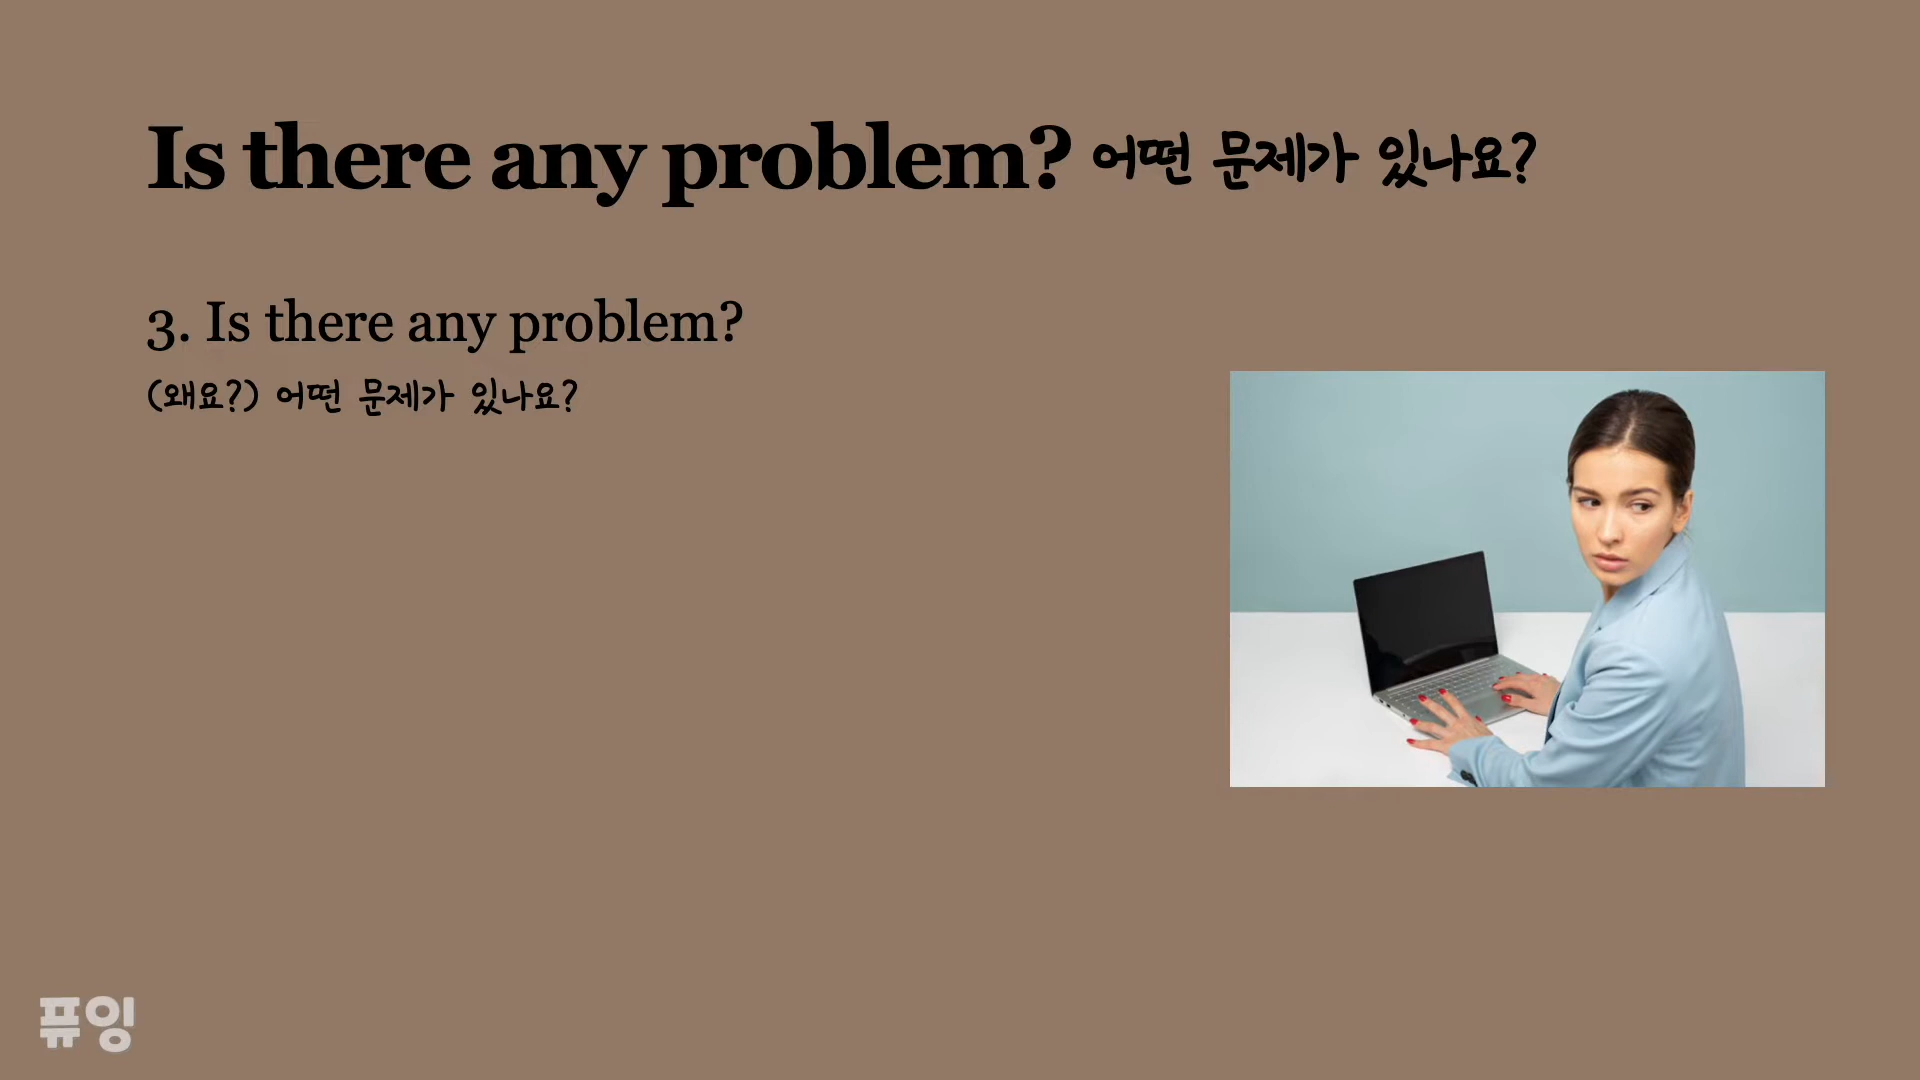 Is there any problem? 어떤 문제가 있나요?
3. Is there any problem?
(왜요?) 어떤 문제가 있나요?
퓨잉